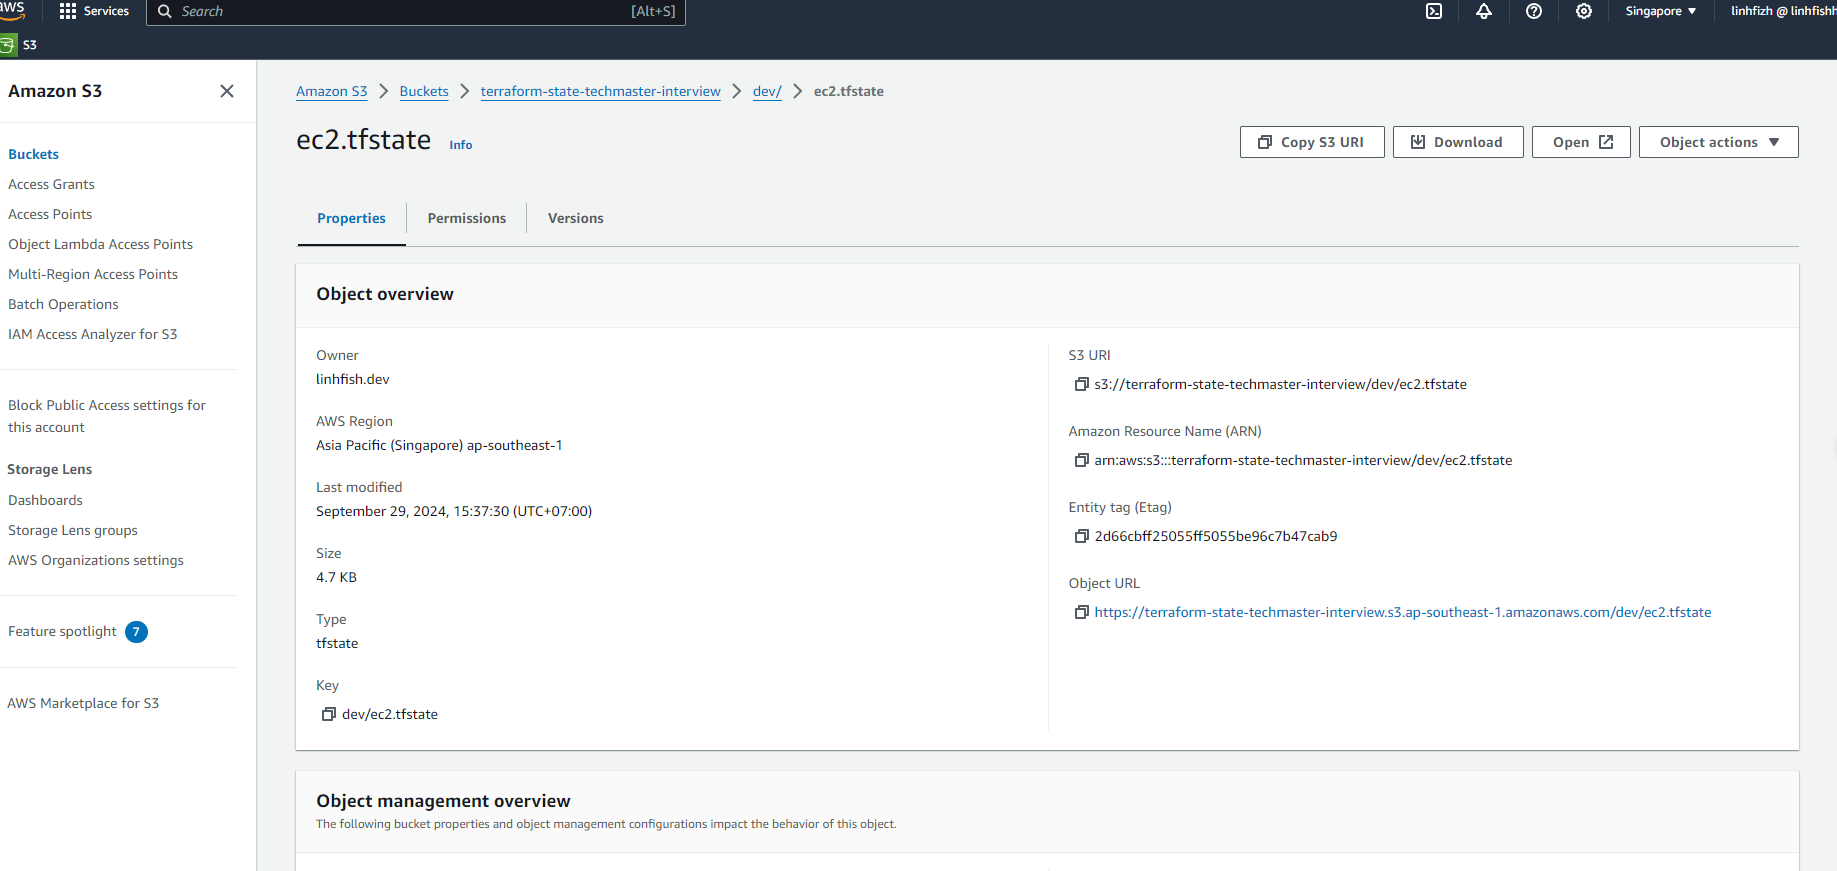 aws
Services
Search
[Alt+S]
Singapore
linhfizh @ linhfishh
S3
Amazon S3
Buckets
Access Grants
Access Points
Object Lambda Access Points
Multi-Region Access Points
Batch Operations
IAM Access Analyzer for S3
Block Public Access settings for
this account
Storage Lens
Dashboards
Storage Lens groups
AWS Organizations settings
Feature spotlight 7
AWS Marketplace for S3
Amazon S3 > Buckets > terraform-state-techmaster-interview > dev/ > ec2.tfstate
ec2.tfstate Info
Copy S3 URI
Download
Open
Object actions
Properties
Permissions
Versions
Object overview
Owner
linhfish.dev
AWS Region
Asia Pacific (Singapore) ap-southeast-1
Last modified
September 29, 2024, 15:37:30 (UTC+07:00)
Size
4.7 KB
Type
tfstate
Key
dev/ec2.tfstate
S3 URI
s3://terraform-state-techmaster-interview/dev/ec2.tfstate
Amazon Resource Name (ARN)
arn:aws:s3:::terraform-state-techmaster-interview/dev/ec2.tfstate
Entity tag (Etag)
2d66cbff25055ff5055be96c7b47cab9
Object URL
https://terraform-state-techmaster-interview.s3.ap-southeast-1.amazonaws.com/dev/ec2.tfstate
Object management overview
The following bucket properties and object management configurations impact the behavior of this object.